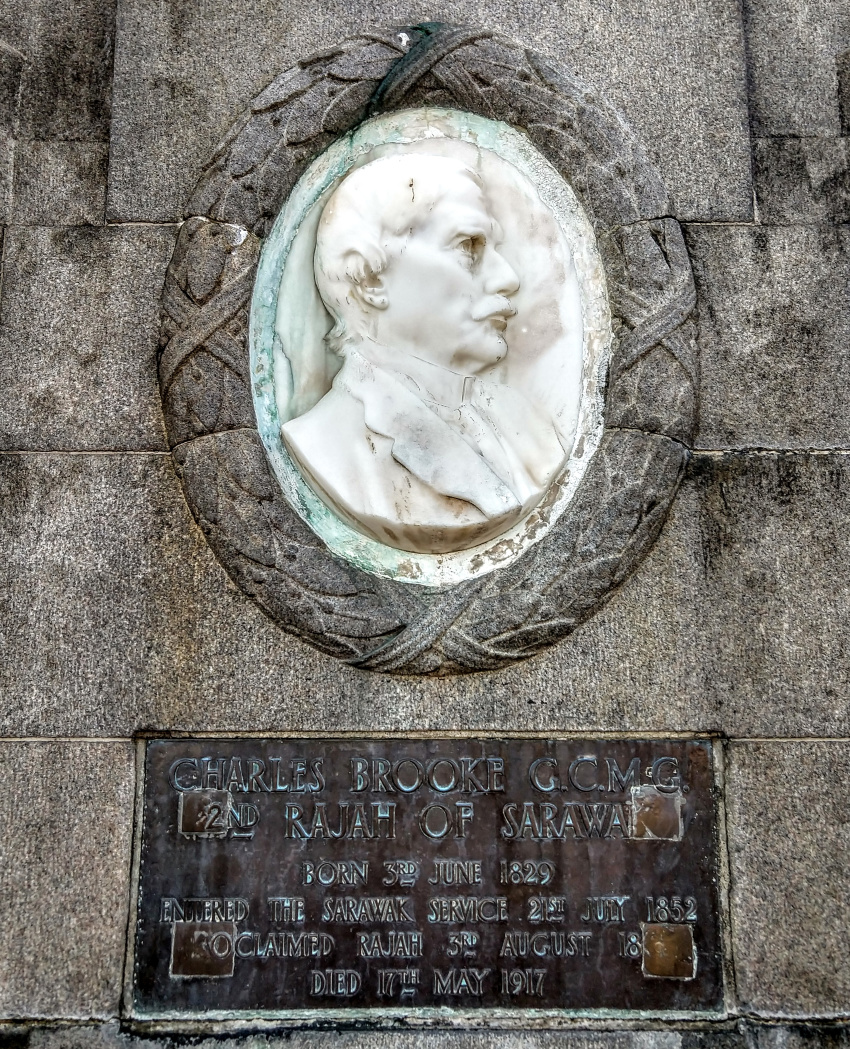 CHARLES BROOKE G.C.M.G.
2ND RAJAH OF SARAWA
BORN 3RD JUNE 1829
ENTERED THE SARAWAK SERVICE 21ST JULY 1852
ROCLAIMED RAJAH 3RD AUGUST 18
DIED 17TH MAY 1917